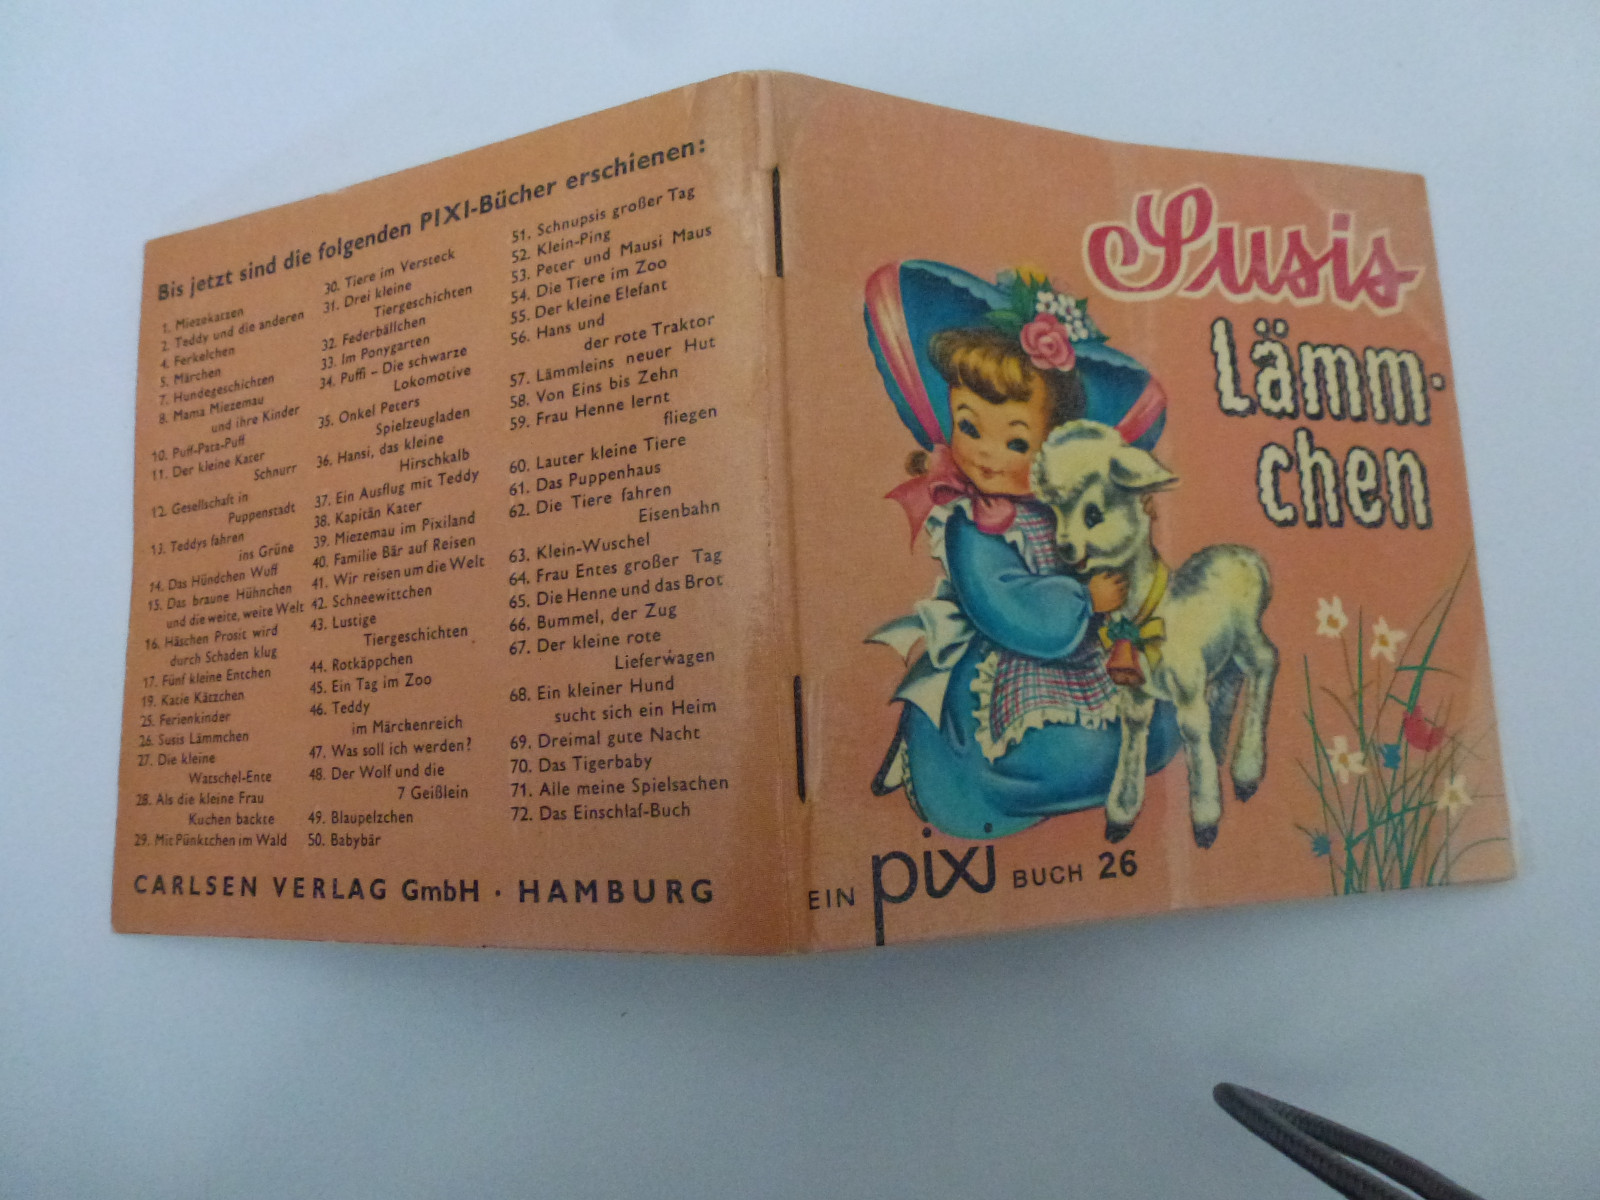 Bis jetzt sind die folgenden PIXI-Bücher erschienen:
1. Miezekatzen
2. Teddy und die anderen
4. Ferkelchen
5. Märchen
7. Hundegeschichten
8. Mama Miezemau
und ihre Kinder
10. Puff-Pata-Puff
11. Der kleine Kater
Schnurr
12. Gesellschaft in
Puppenstadt
13. Teddys fahren
ins Grüne
14. Das Hündchen Wuff
15. Das braune Hühnchen
und die weite, weite Welt
16. Häschen Prosit wird
durch Schaden klug
17. Fünf kleine Entchen
19. Katie Kätzchen
25. Ferienkinder
26. Susis Lämmchen
27. Die kleine
Watschel-Ente
28. Als die kleine Frau
Kuchen backte
29. Mit Pünktchen im Wald
30. Tiere im Versteck
31. Drei kleine
Tiergeschichten
32. Federbällchen
33. Im Ponygarten
34. Puffi – Die schwarze
Lokomotive
35. Onkel Peters
Spielzeugladen
36. Hansi, das kleine
Hirschkalb
37. Ein Ausflug mit Teddy
38. Kapitän Kater
39. Miezemau im Pixiland
40. Familie Bär auf Reisen
41. Wir reisen um die Welt
42. Schneewittchen
43. Lustige
Tiergeschichten
44. Rotkäppchen
45. Ein Tag im Zoo
46. Teddy
im Märchenreich
47. Was soll ich werden?
48. Der Wolf und die
7 Geißlein
49. Blaupelzchen
50. Babybär
51. Schnupsis großer Tag
52. Klein-Ping
53. Peter und Mausi Maus
54. Die Tiere im Zoo
55. Der kleine Elefant
56. Hans und
der rote Traktor
57. Lämmleins neuer Hut
58. Von Eins bis Zehn
59. Frau Henne lernt
fliegen
60. Lauter kleine Tiere
61. Das Puppenhaus
62. Die Tiere fahren
Eisenbahn
63. Klein-Wuschel
64. Frau Entes großer Tag
65. Die Henne und das Brot
66. Bummel, der Zug
67. Der kleine rote
Lieferwagen
68. Ein kleiner Hund
sucht sich ein Heim
69. Dreimal gute Nacht
70. Das Tigerbaby
71. Alle meine Spielsachen
72. Das Einschlaf-Buch
CARLSEN VERLAG GmbH · HAMBURG
Susis
Lämm-
chen
EIN pixi BUCH 26